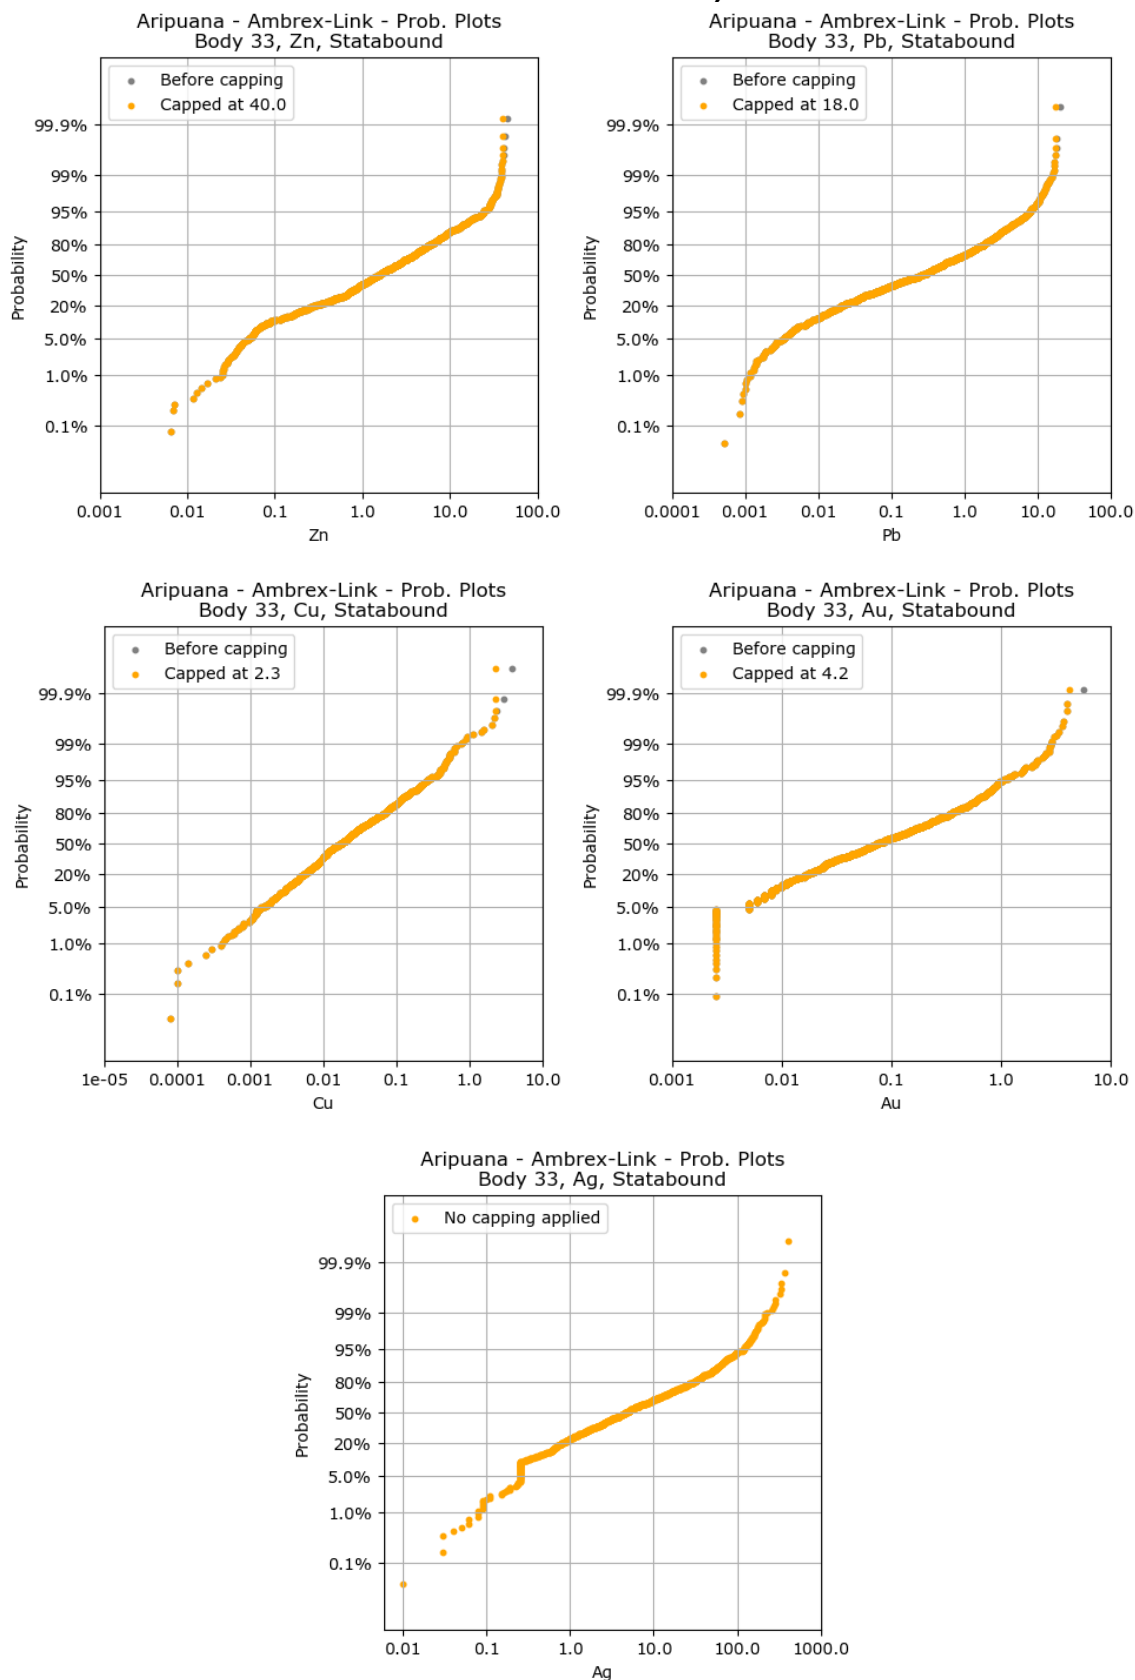 Aripuana - Ambrex-Link - Prob. Plots
Body 33, Zn, Statabound
Before capping
Capped at 40.0
99.9%
99%
95%
80%
50%
20%
5.0%
1.0%
0.1%
Probability
0.001 0.01 0.1 1.0 10.0 100.0
Zn
Aripuana - Ambrex-Link - Prob. Plots
Body 33, Pb, Statabound
Before capping
Capped at 18.0
99.9%
99%
95%
80%
50%
20%
5.0%
1.0%
0.1%
Probability
0.0001 0.001 0.01 0.1 1.0 10.0 100.0
Pb
Aripuana - Ambrex-Link - Prob. Plots
Body 33, Cu, Statabound
Before capping
Capped at 2.3
99.9%
99%
95%
80%
50%
20%
5.0%
1.0%
0.1%
Probability
1e-05 0.0001 0.001 0.01 0.1 1.0 10.0
Cu
Aripuana - Ambrex-Link - Prob. Plots
Body 33, Au, Statabound
Before capping
Capped at 4.2
99.9%
99%
95%
80%
50%
20%
5.0%
1.0%
0.1%
Probability
0.001 0.01 0.1 1.0 10.0
Au
Aripuana - Ambrex-Link - Prob. Plots
Body 33, Ag, Statabound
No capping applied
99.9%
99%
95%
80%
50%
20%
5.0%
1.0%
0.1%
Probability
0.01 0.1 1.0 10.0 100.0 1000.0
Ag